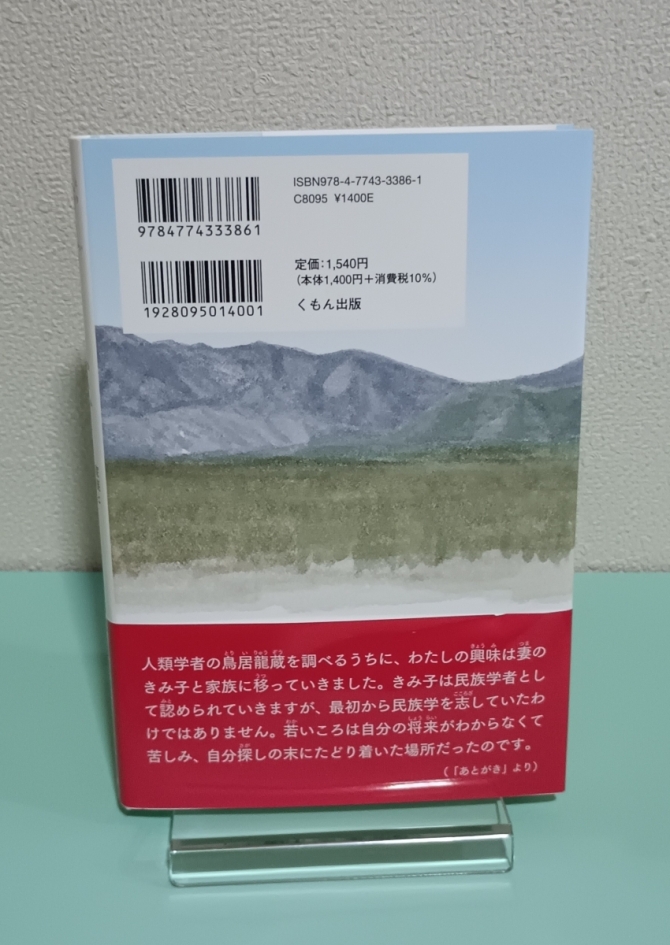 ISBN978-4-7743-3386-1
C8095 ¥1400E
9784774333861
定価：1,540円
（本体1,400円＋消費税10％）
1928095014001
くもん出版
人類学者の鳥居龍蔵を調べるうちに、わたしの興味は妻の
きみ子と家族に移っていきました。きみ子は民族学者とし
て認められていきますが、最初から民族学を志していたわ
けではありません。若いころは自分の将来がわからなくて
苦しみ、自分探しの末にたどり着いた場所だったのです。
（「あとがき」より）